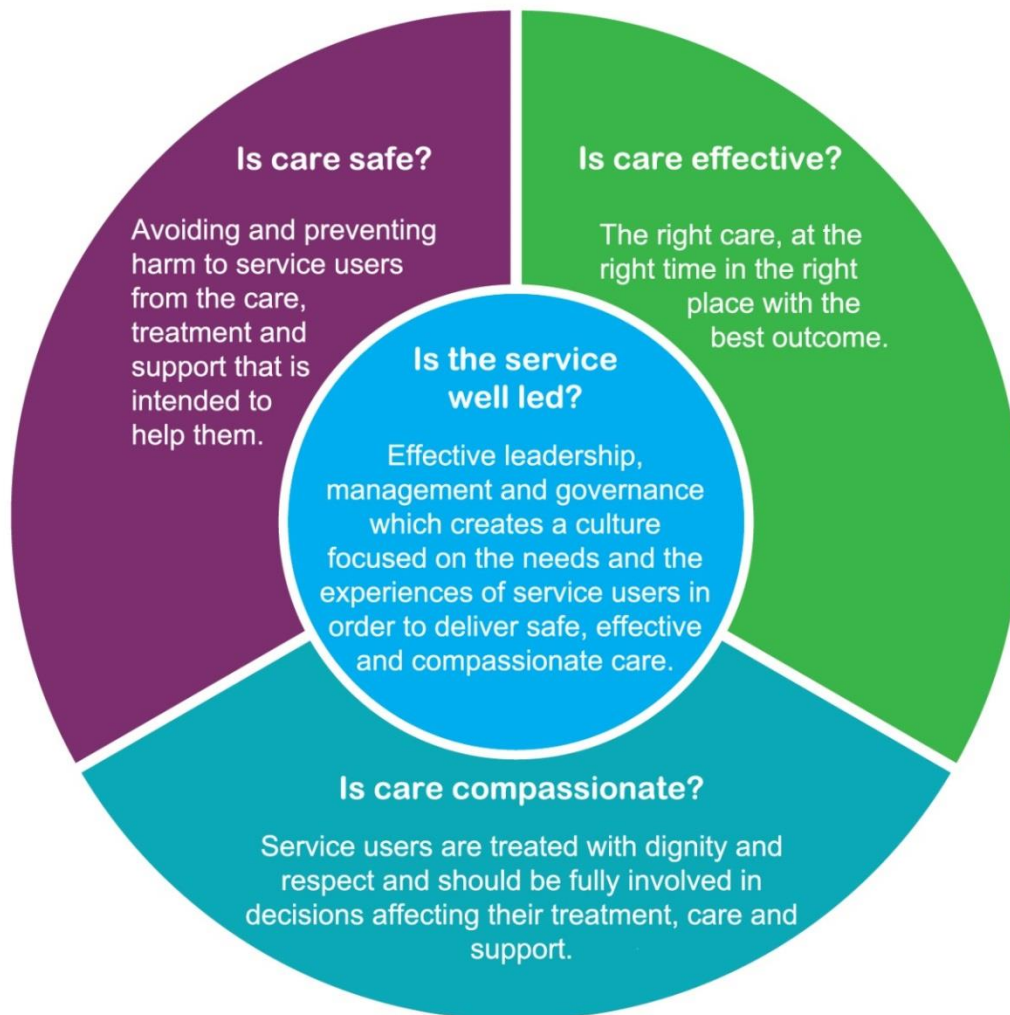 Is care safe?
Avoiding and preventing
harm to service users
from the care,
treatment and
support that is
intended to
help them.
Is care effective?
The right care, at the
right time in the right
place with the
best outcome.
Is the service
well led?
Effective leadership,
management and governance
which creates a culture
focused on the needs and the
experiences of service users in
order to deliver safe, effective
and compassionate care.
Is care compassionate?
Service users are treated with dignity and
respect and should be fully involved in
decisions affecting their treatment, care and
support.